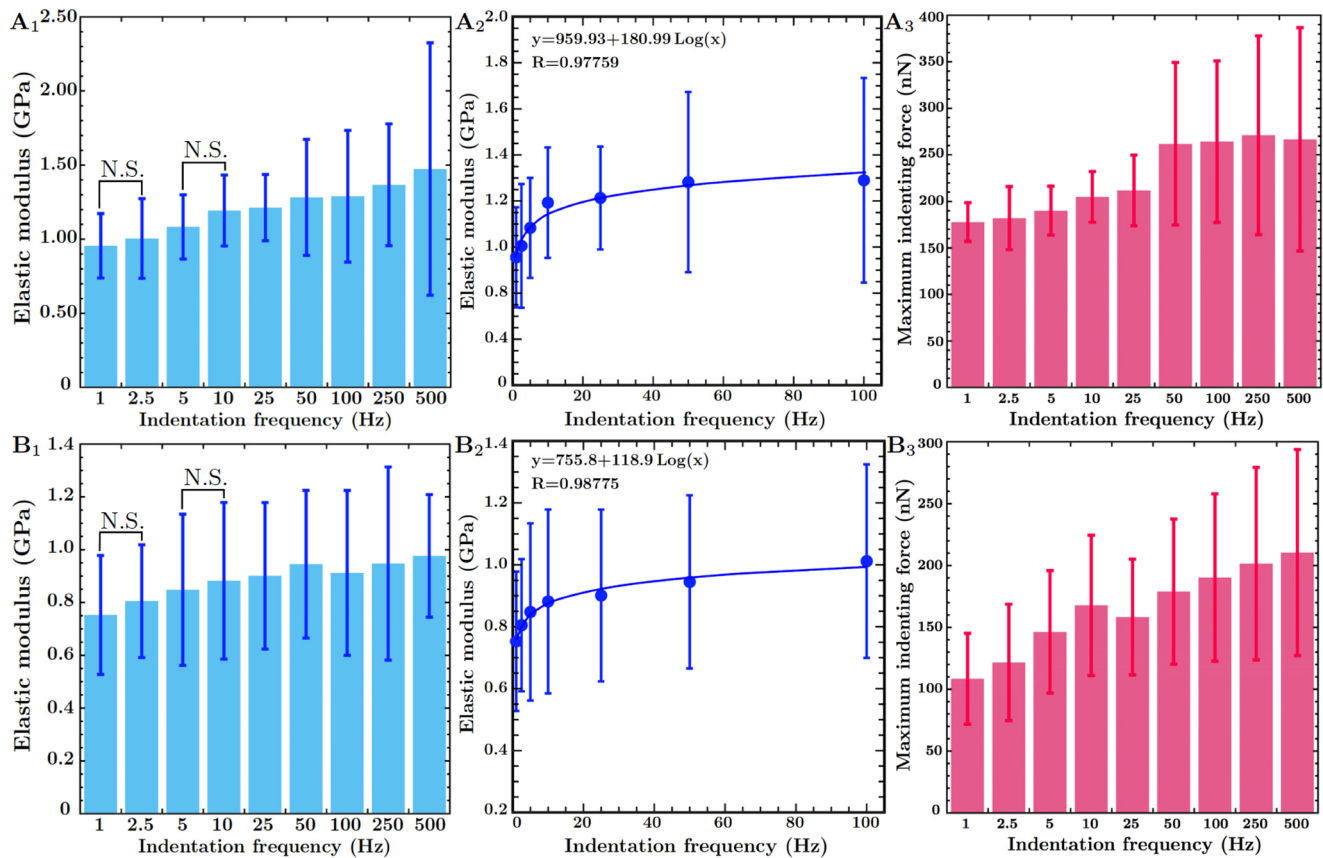 A1
Elastic modulus (GPa)
2.50
2.00
1.50
1.00
0.50
0
N.S.
N.S.
1 2.5 5 10 25 50 100 250 500
Indentation frequency (Hz)
A2
Elastic modulus (GPa)
2.0
1.8
1.6
1.4
1.2
1.0
0.8
0.6
0.4
y=959.93+180.99 Log(x)
R=0.97759
0 20 40 60 80 100
Indentation frequency (Hz)
A3
Maximum indenting force (nN)
400
350
300
250
200
150
100
50
0
1 2.5 5 10 25 50 100 250 500
Indentation frequency (Hz)
B1
Elastic modulus (GPa)
1.4
1.2
1.0
0.8
0.6
0.4
0.2
0
N.S.
N.S.
1 2.5 5 10 25 50 100 250 500
Indentation frequency (Hz)
B2
Elastic modulus (GPa)
1.4
1.2
1.0
0.8
0.6
0.4
0.2
y=755.8+118.9 Log(x)
R=0.98775
0 20 40 60 80 100
Indentation frequency (Hz)
B3
Maximum indenting force (nN)
300
250
200
150
100
50
0
1 2.5 5 10 25 50 100 250 500
Indentation frequency (Hz)